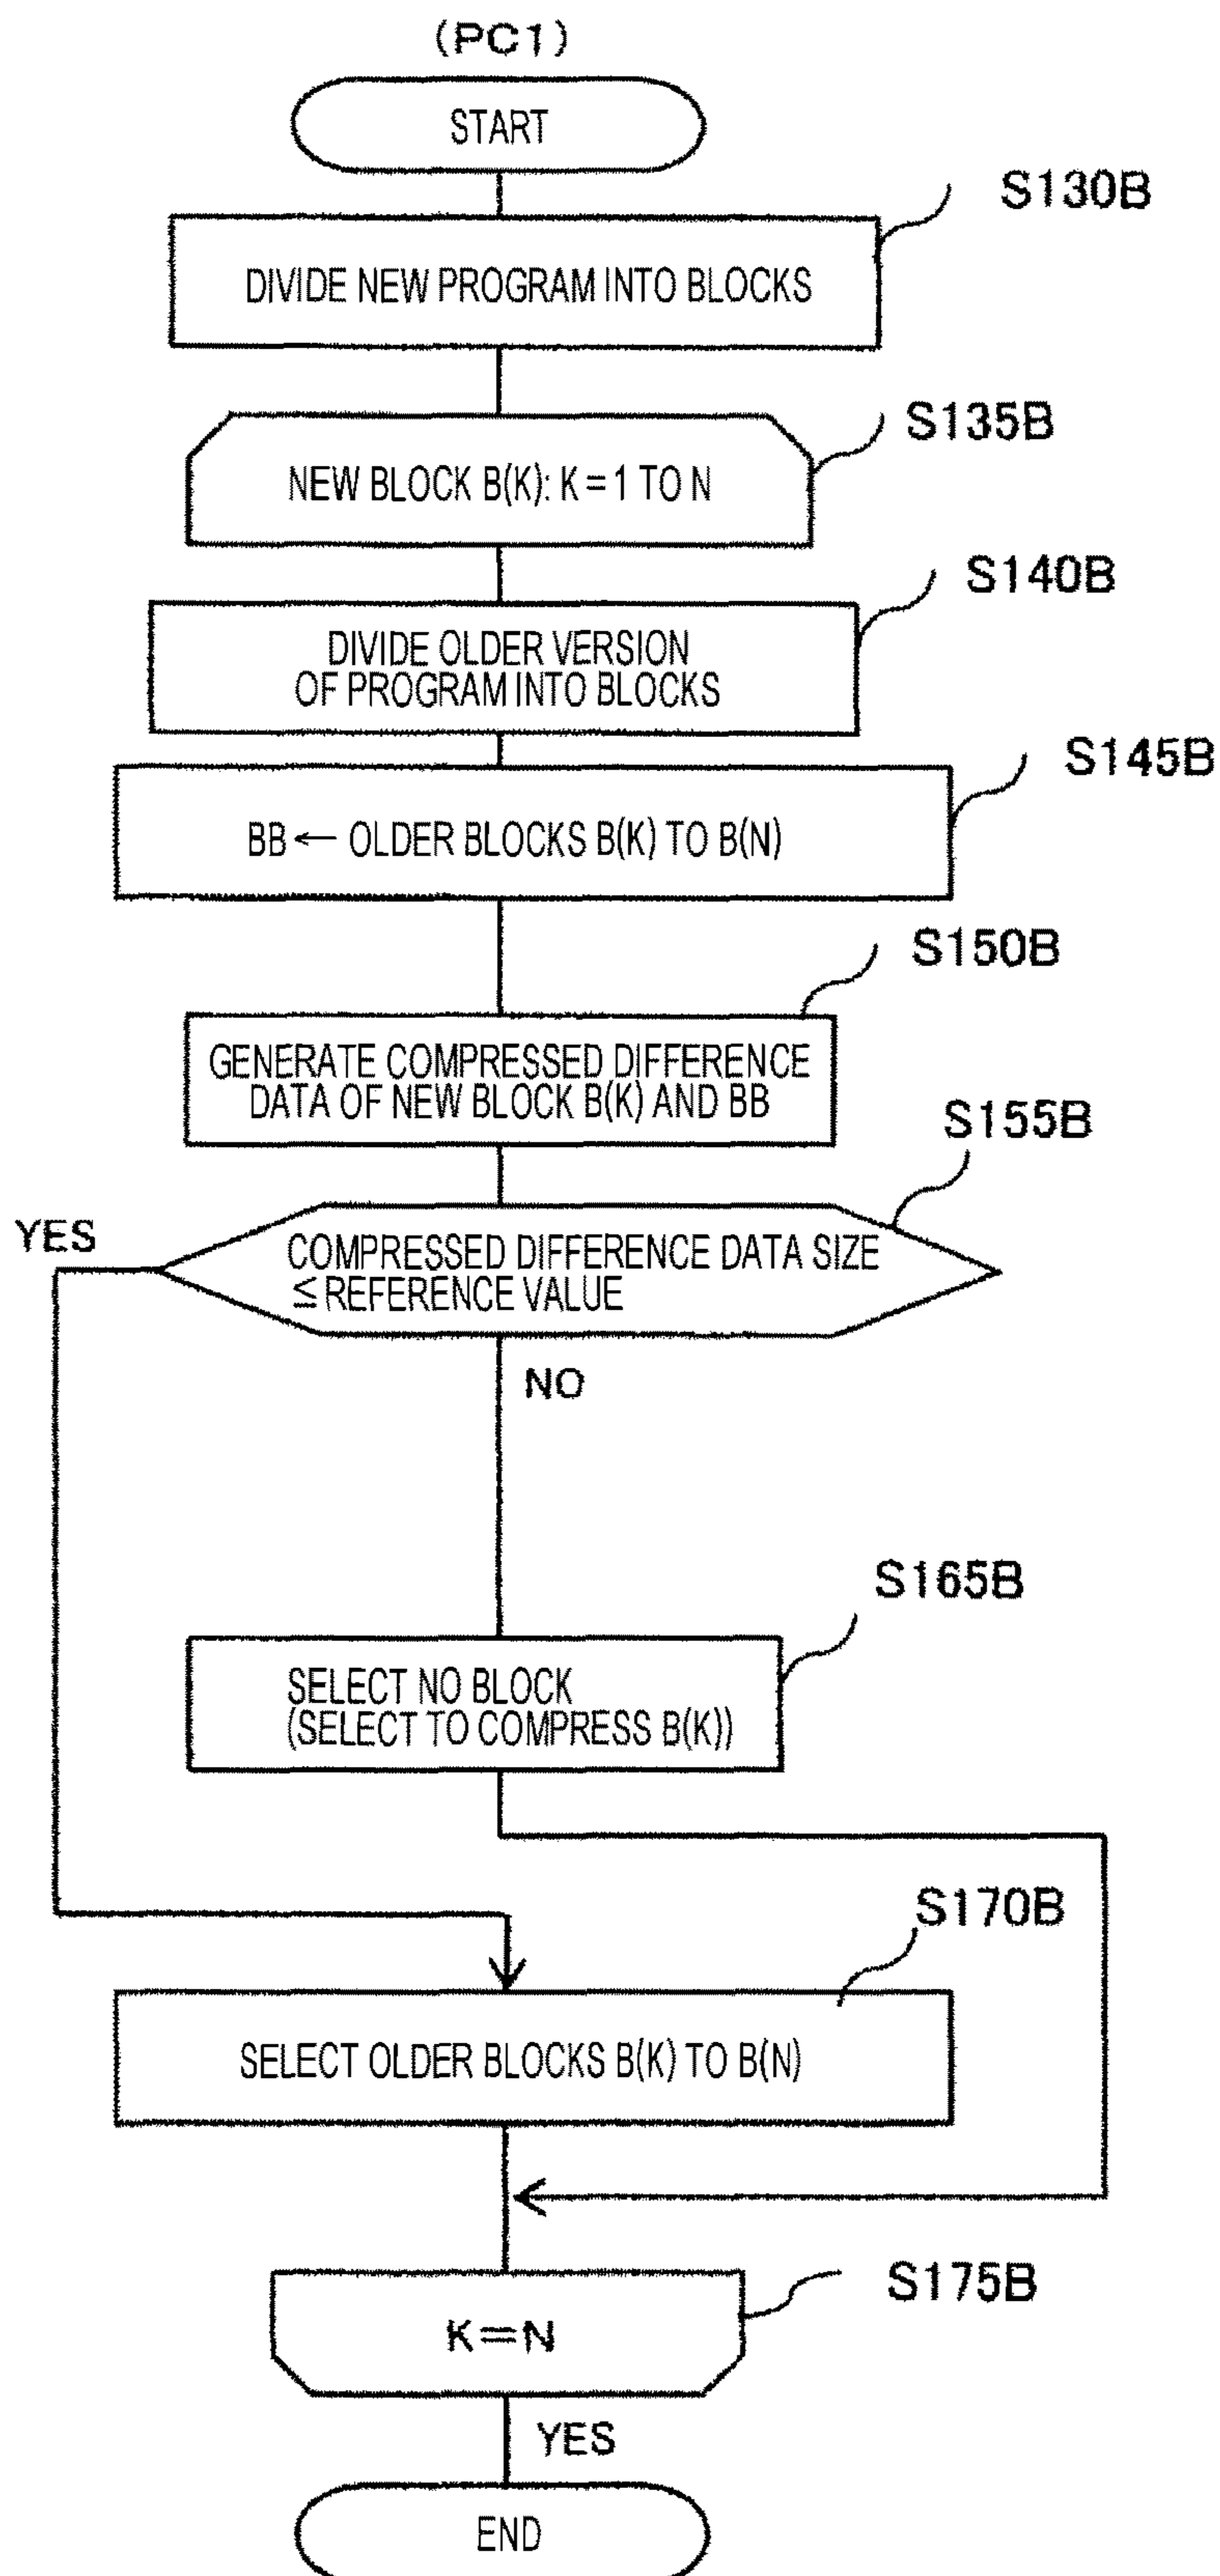 (PC1)
START
S130B
DIVIDE NEW PROGRAM INTO BLOCKS
S135B
NEW BLOCK B(K): K = 1 TO N
S140B
DIVIDE OLDER VERSION
OF PROGRAM INTO BLOCKS
S145B
BB ← OLDER BLOCKS B(K) TO B(N)
S150B
GENERATE COMPRESSED DIFFERENCE
DATA OF NEW BLOCK B(K) AND BB
S155B
YES
COMPRESSED DIFFERENCE DATA SIZE
≦ REFERENCE VALUE
NO
S165B
SELECT NO BLOCK
(SELECT TO COMPRESS B(K))
S170B
SELECT OLDER BLOCKS B(K) TO B(N)
S175B
K=N
YES
END